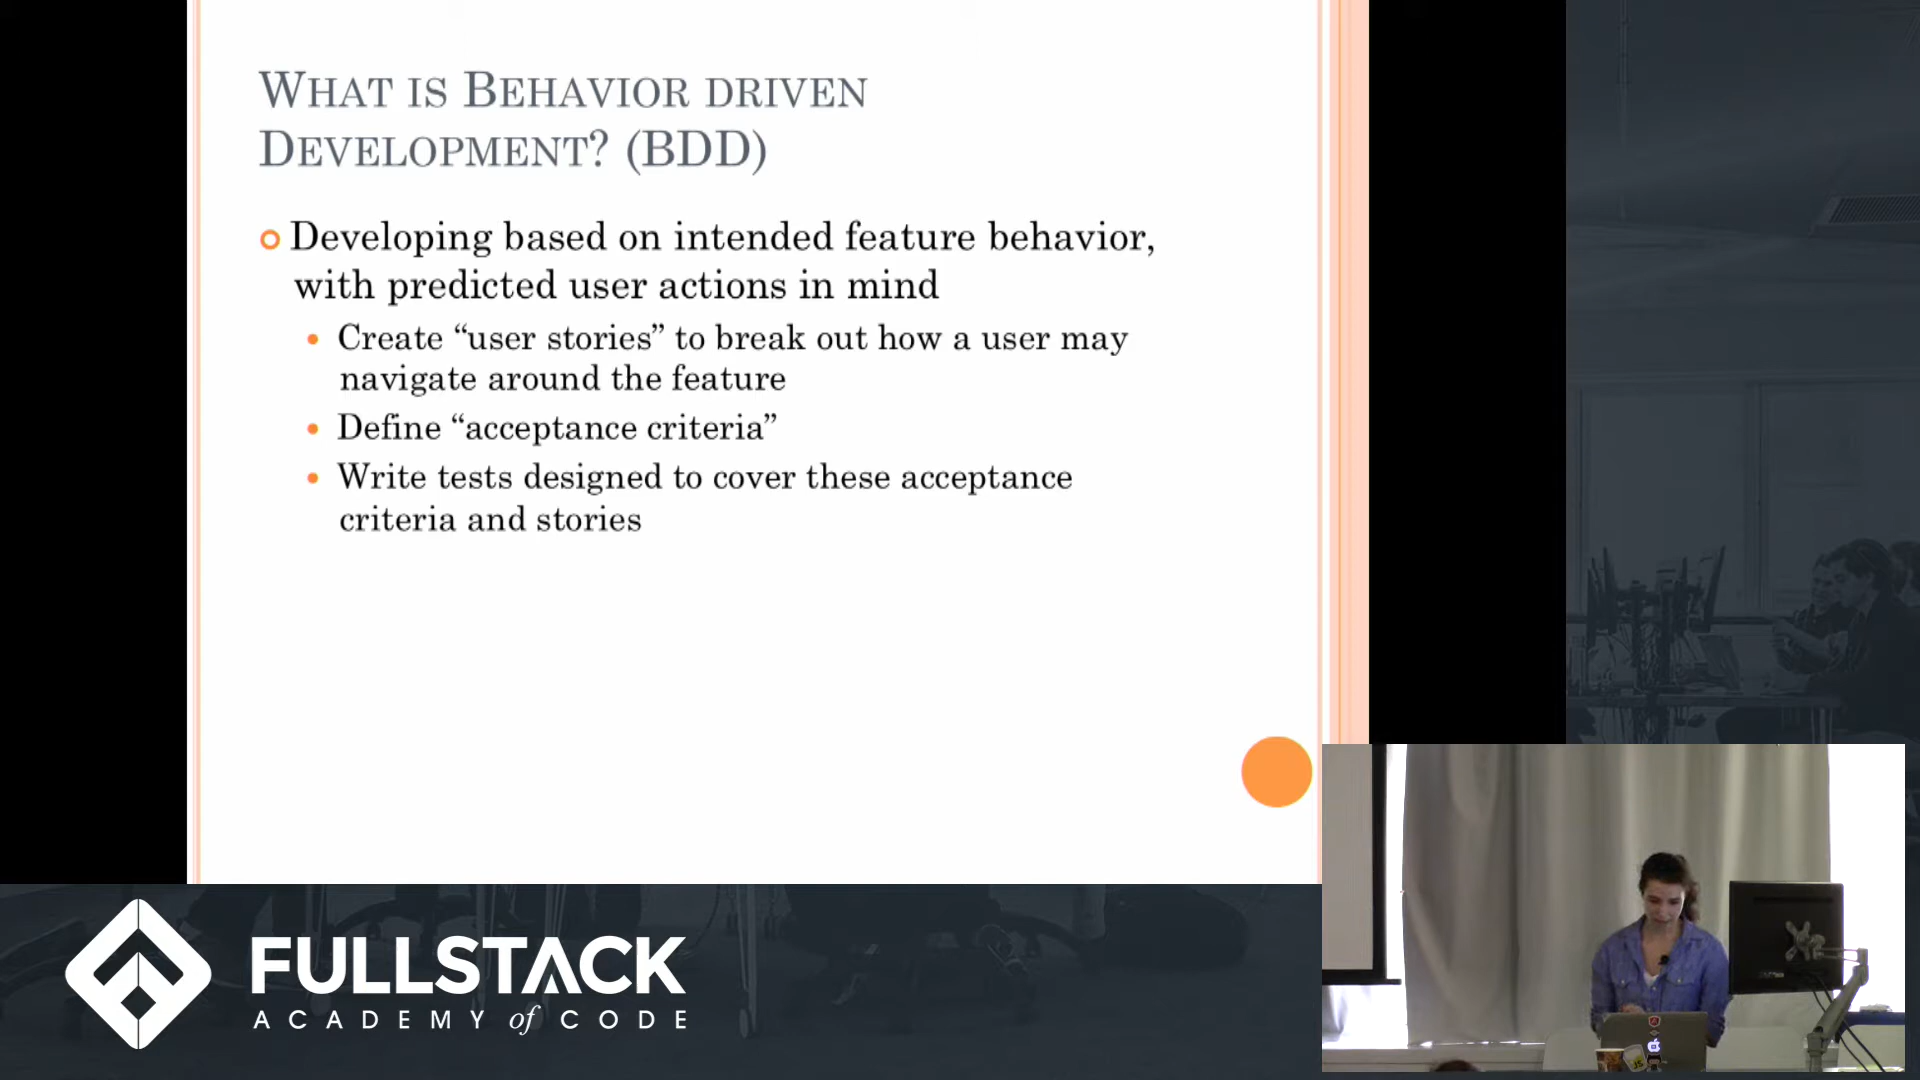 WHAT IS BEHAVIOR DRIVEN
DEVELOPMENT? (BDD)
Developing based on intended feature behavior,
with predicted user actions in mind
Create “user stories” to break out how a user may
navigate around the feature
Define “acceptance criteria”
Write tests designed to cover these acceptance
criteria and stories
FULLSTACK
ACADEMY of CODE